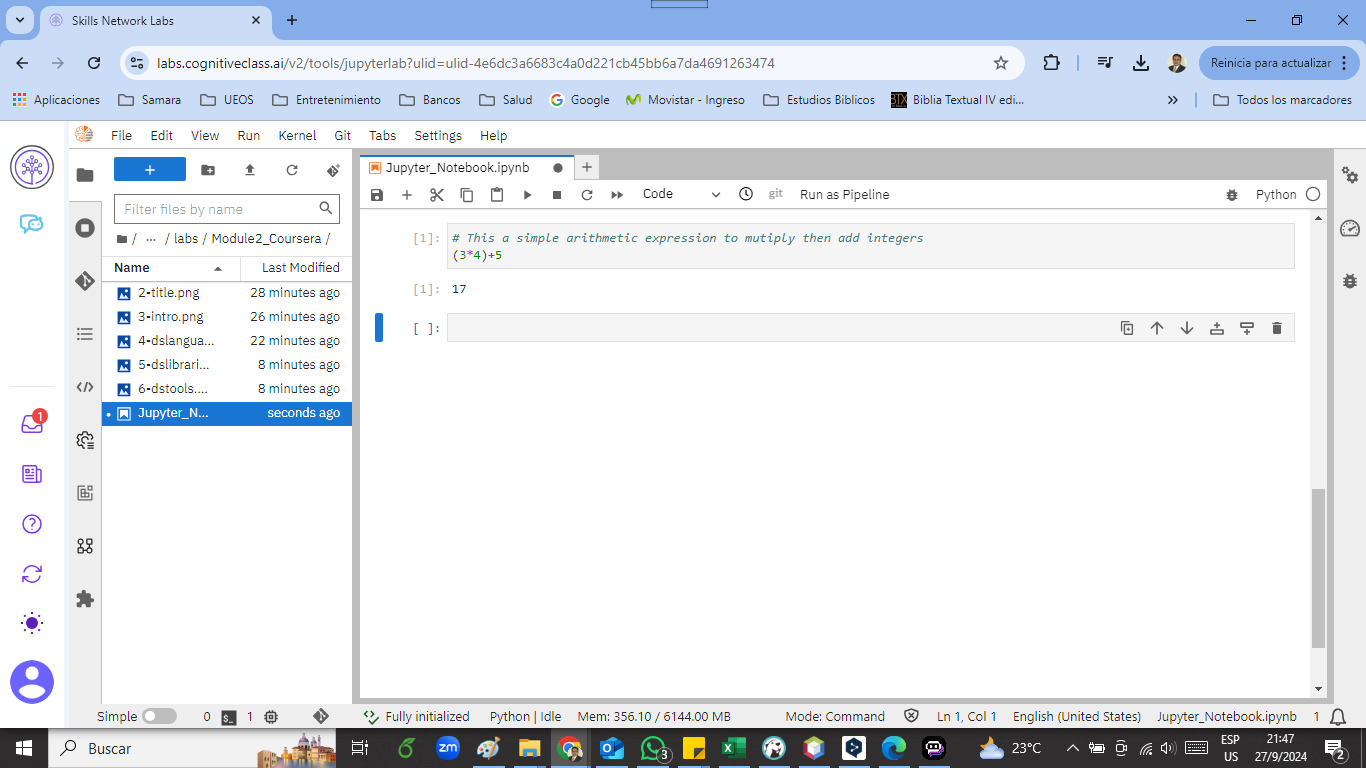 Skills Network Labs
labs.cognitiveclass.ai/v2/tools/jupyterlab?ulid=ulid-4e6dc3a6683c4a0d221cb45bb6a7da4691263474
Reinicia para actualizar
Aplicaciones Samara UEOS Entretenimiento Bancos Salud Google Movistar - Ingreso Estudios Biblicos BTX Biblia Textual IV edi... » Todos los marcadores
File Edit View Run Kernel Git Tabs Settings Help
Jupyter_Notebook.ipynb
Code git Run as Pipeline Python
Filter files by name
/ ... / labs / Module2_Coursera /
Name Last Modified
2-title.png 28 minutes ago
3-intro.png 26 minutes ago
4-dslangua... 22 minutes ago
5-dslibrari... 8 minutes ago
6-dstools.... 8 minutes ago
Jupyter_N... seconds ago
[1]: # This a simple arithmetic expression to mutiply then add integers
(3*4)+5
[1]: 17
[ ]:
1
Simple 0 $_ 1 Fully initialized Python | Idle Mem: 356.10 / 6144.00 MB Mode: Command Ln 1, Col 1 English (United States) Jupyter_Notebook.ipynb 1
Buscar zm 3 23°C ESP US 21:47 27/9/2024 2